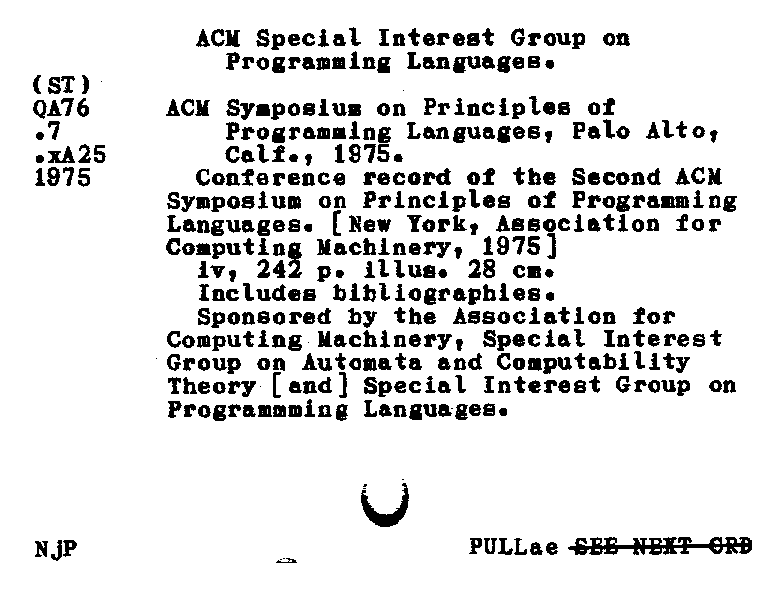 ACM Special Interest Group on
Programming Languages.
(ST)
QA76 ACM Symposium on Principles of
.7 Programming Languages, Palo Alto,
.xA25 Calf., 1975.
1975 Conference record of the Second ACM
Symposium on Principles of Programming
Languages. [New York, Association for
Computing Machinery, 1975]
iv, 242 p. illus. 28 cm.
Includes bibliographies.
Sponsored by the Association for
Computing Machinery, Special Interest
Group on Automata and Computability
Theory [and] Special Interest Group on
Programmming Languages.
NjP PULLae SEE NEXT CRD